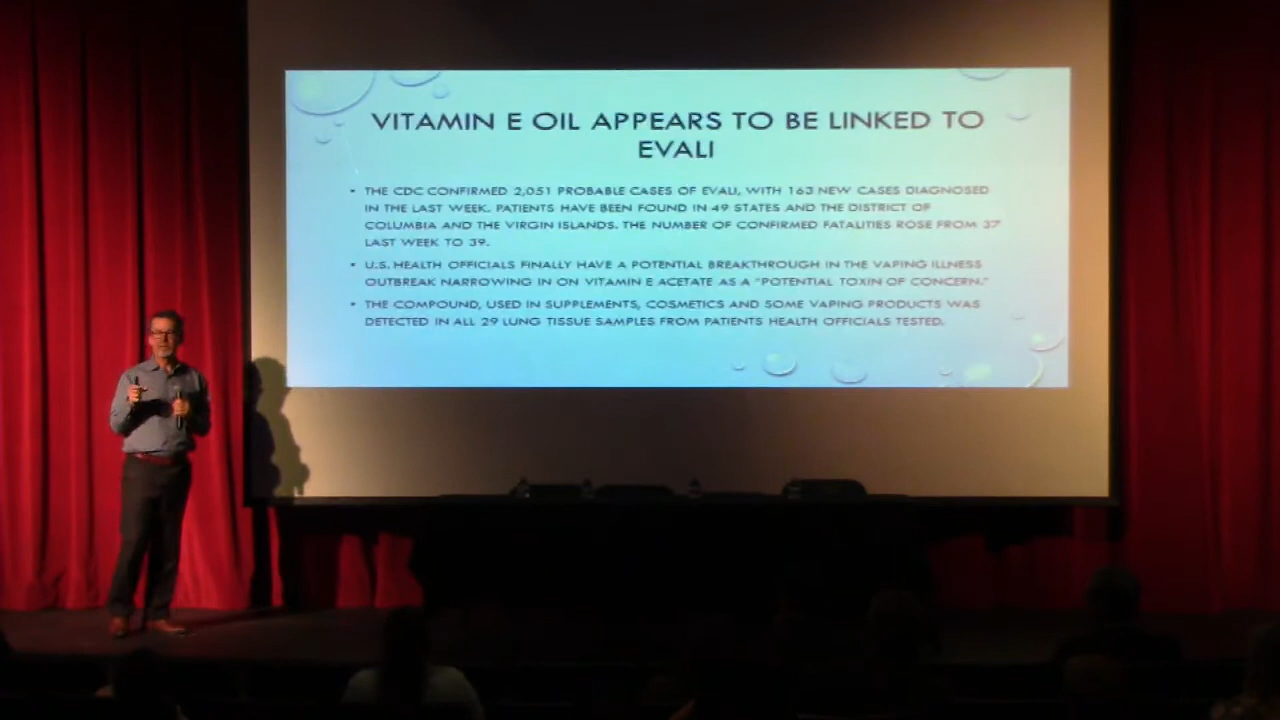 VITAMIN E OIL APPEARS TO BE LINKED TO
EVALI
• THE CDC CONFIRMED 2,051 PROBABLE CASES OF EVALI, WITH 163 NEW CASES DIAGNOSED
IN THE LAST WEEK. PATIENTS HAVE BEEN FOUND IN 49 STATES AND THE DISTRICT OF
COLUMBIA AND THE VIRGIN ISLANDS. THE NUMBER OF CONFIRMED FATALITIES ROSE FROM 37
LAST WEEK TO 39.
• U.S. HEALTH OFFICIALS FINALLY HAVE A POTENTIAL BREAKTHROUGH IN THE VAPING ILLNESS
OUTBREAK NARROWING IN ON VITAMIN E ACETATE AS A "POTENTIAL TOXIN OF CONCERN."
• THE COMPOUND, USED IN SUPPLEMENTS, COSMETICS AND SOME VAPING PRODUCTS WAS
DETECTED IN ALL 29 LUNG TISSUE SAMPLES FROM PATIENTS HEALTH OFFICIALS TESTED.